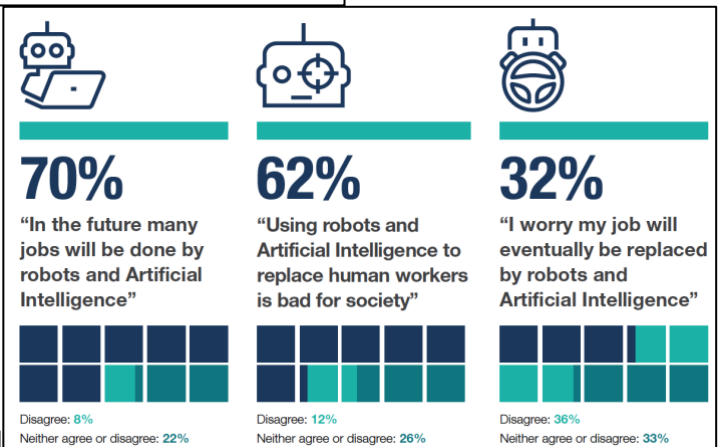 70%
“In the future many
jobs will be done by
robots and Artificial
Intelligence”
Disagree: 8%
Neither agree or disagree: 22%
62%
“Using robots and
Artificial Intelligence to
replace human workers
is bad for society”
Disagree: 12%
Neither agree or disagree: 26%
32%
“I worry my job will
eventually be replaced
by robots and
Artificial Intelligence”
Disagree: 36%
Neither agree or disagree: 33%